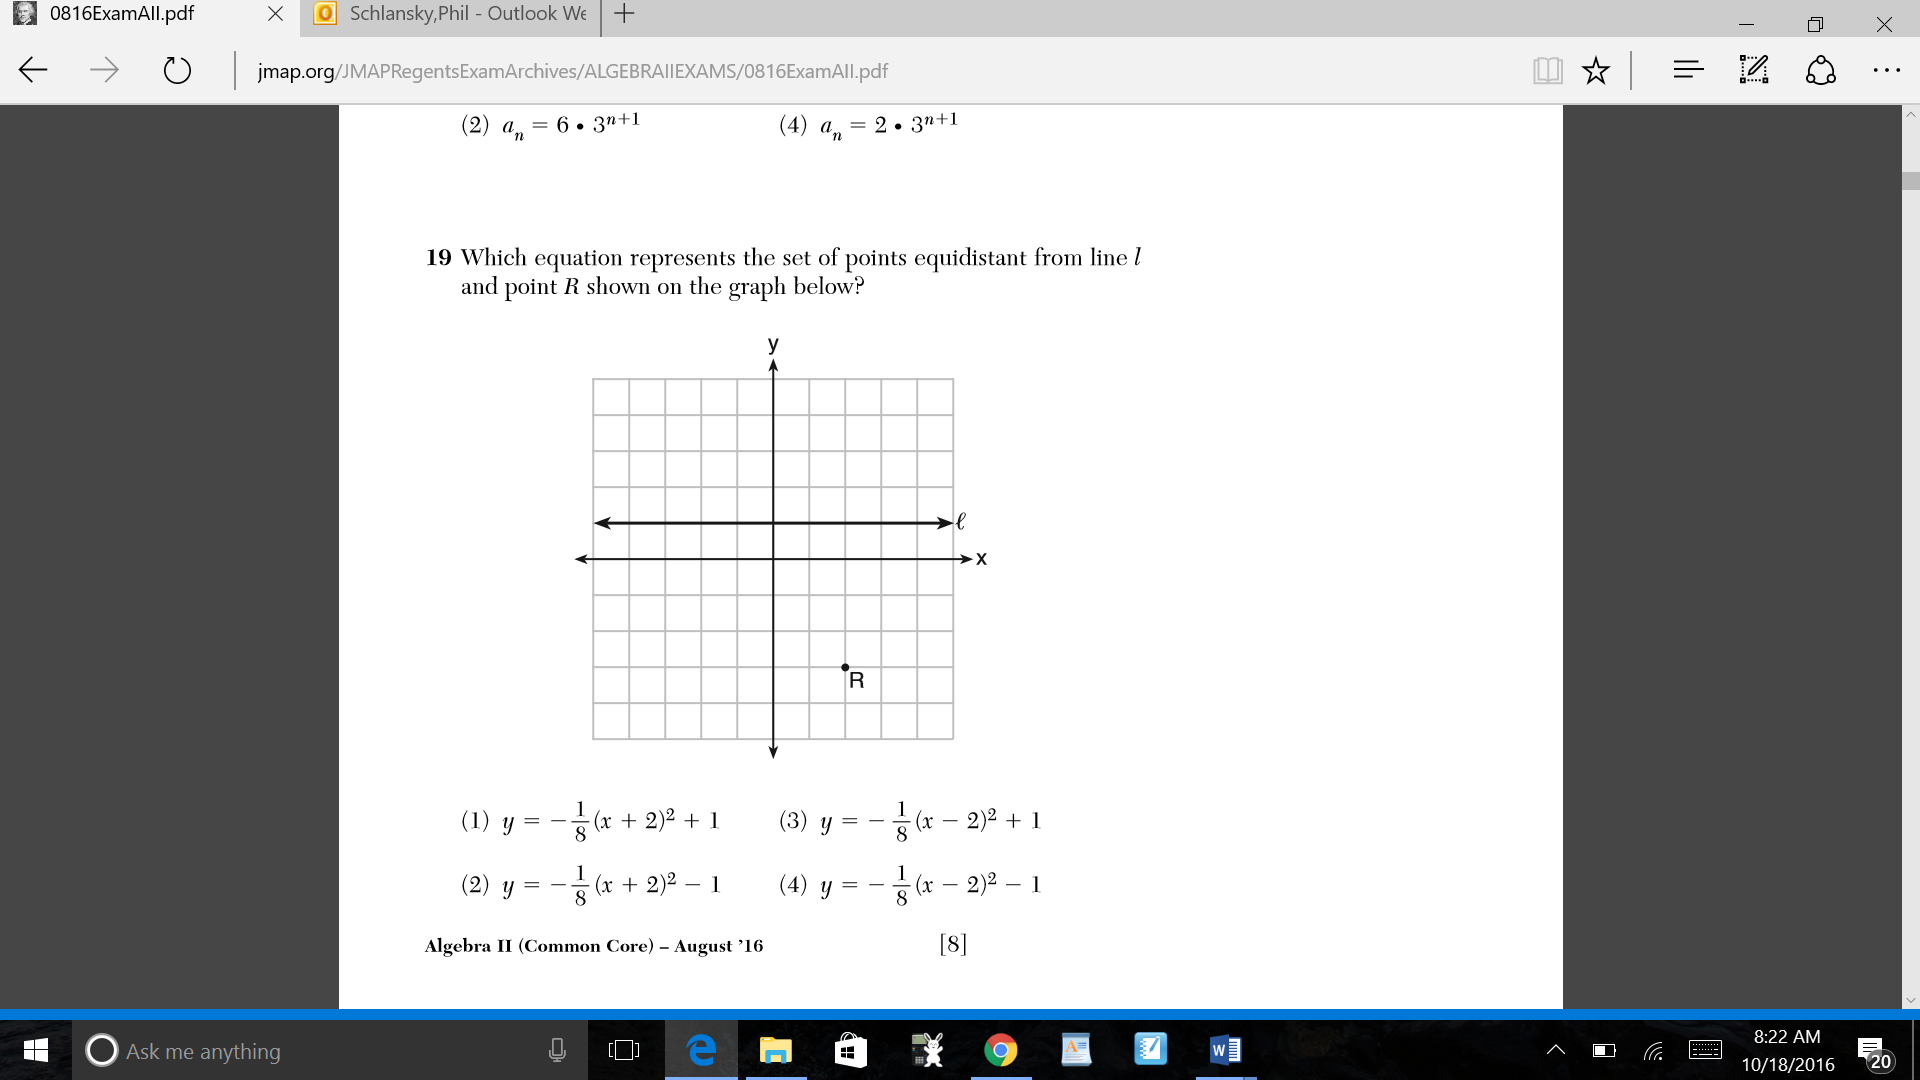 0816ExamAll.pdf
Schlansky,Phil - Outlook We
jmap.org/JMAPRegentsExamArchives/ALGEBRAIIEXAMS/0816ExamAll.pdf
(2) aₙ = 6 • 3ⁿ⁺¹ (4) aₙ = 2 • 3ⁿ⁺¹
19 Which equation represents the set of points equidistant from line l
and point R shown on the graph below?
y
ℓ
x
R
(1) y = −1/8(x + 2)² + 1 (3) y = −1/8(x − 2)² + 1
(2) y = −1/8(x + 2)² − 1 (4) y = −1/8(x − 2)² − 1
Algebra II (Common Core) – August ’16 [8]
Ask me anything
8:22 AM
10/18/2016
20